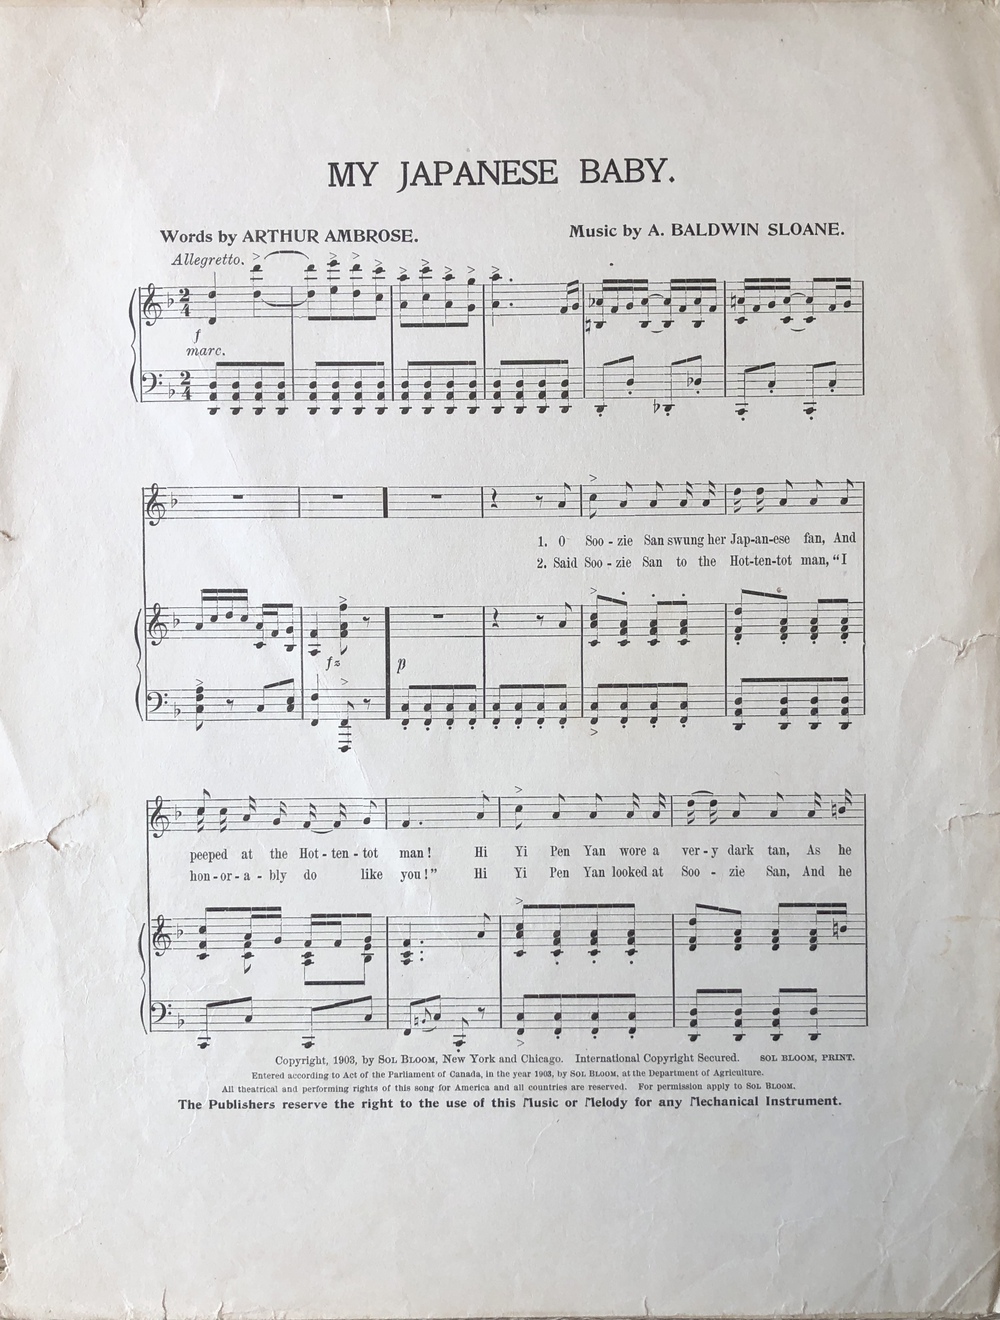 MY JAPANESE BABY.
Words by ARTHUR AMBROSE.
Music by A. BALDWIN SLOANE.
Allegretto.
f
marc.
1. O Soo - zie San swung her Jap-an-ese fan, And
2. Said Soo - zie San to the Hot-ten-tot man, “I
fz
p
peeped at the Hot - ten - tot man! Hi Yi Pen Yan wore a ver - y dark tan, As he
hon - or - a - bly do like you!” Hi Yi Pen Yan looked at Soo - zie San, And he
Copyright, 1903, by SOL BLOOM, New York and Chicago. International Copyright Secured. SOL BLOOM, PRINT.
Entered according to Act of the Parliament of Canada, in the year 1903, by SOL BLOOM, at the Department of Agriculture.
All theatrical and performing rights of this song for America and all countries are reserved. For permission apply to SOL BLOOM.
The Publishers reserve the right to the use of this Music or Melody for any Mechanical Instrument.